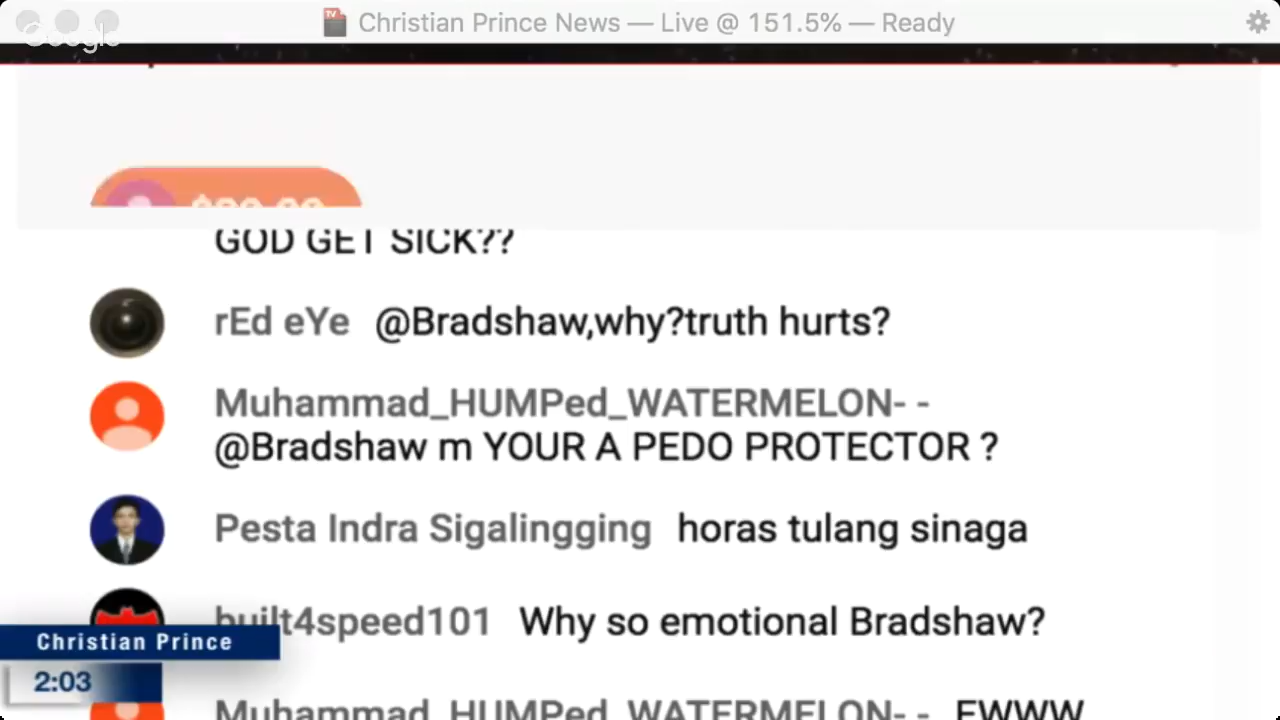 Christian Prince News — Live @ 151.5% — Ready
Google
GOD GET SICK??
rEd eYe @Bradshaw,why?truth hurts?
Muhammad_HUMPed_WATERMELON- -
@Bradshaw m YOUR A PEDO PROTECTOR ?
Pesta Indra Sigalingging horas tulang sinaga
built4speed101 Why so emotional Bradshaw?
Christian Prince
2:03
Muhammad_HUMPed_WATERMELON- - EWWW